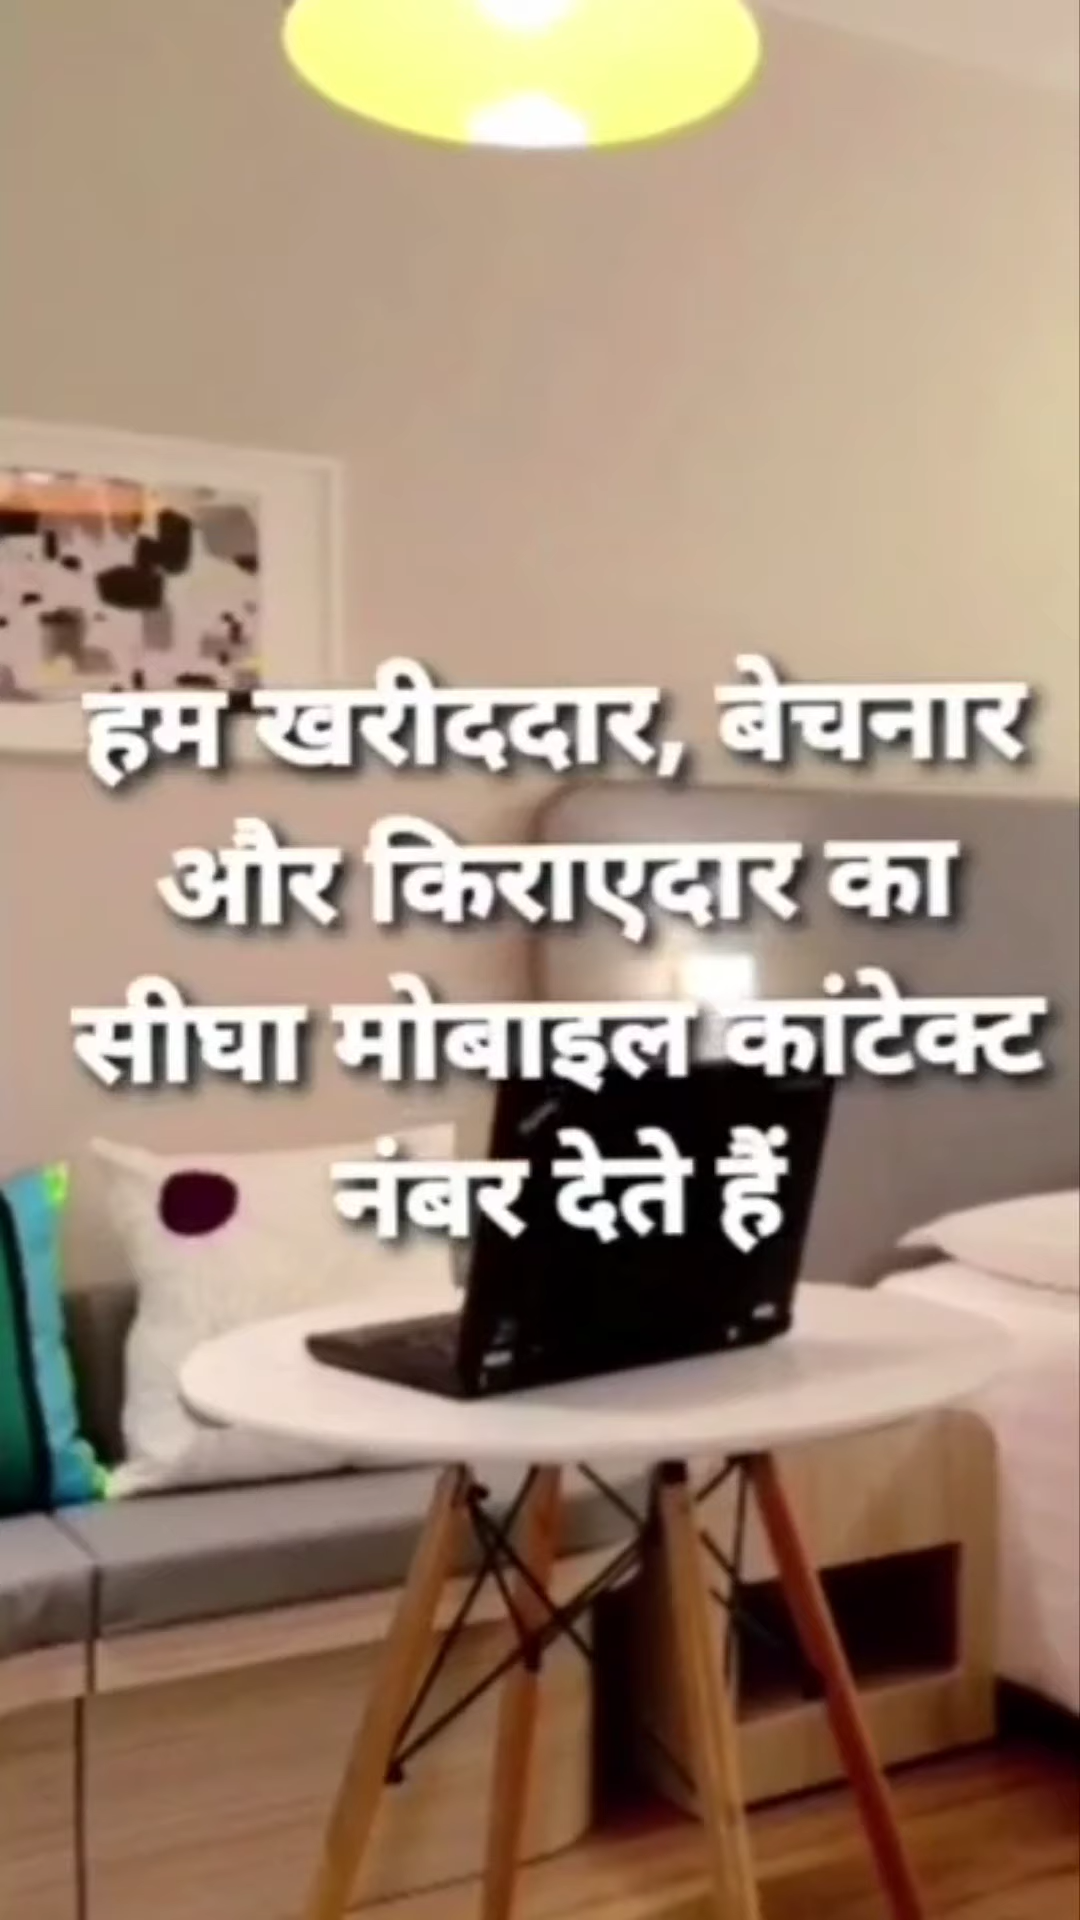 हम खरीददार, बेचनार
और किराएदार का
सीघा मोबाइल कांटेक्ट
नंबर देते हैं